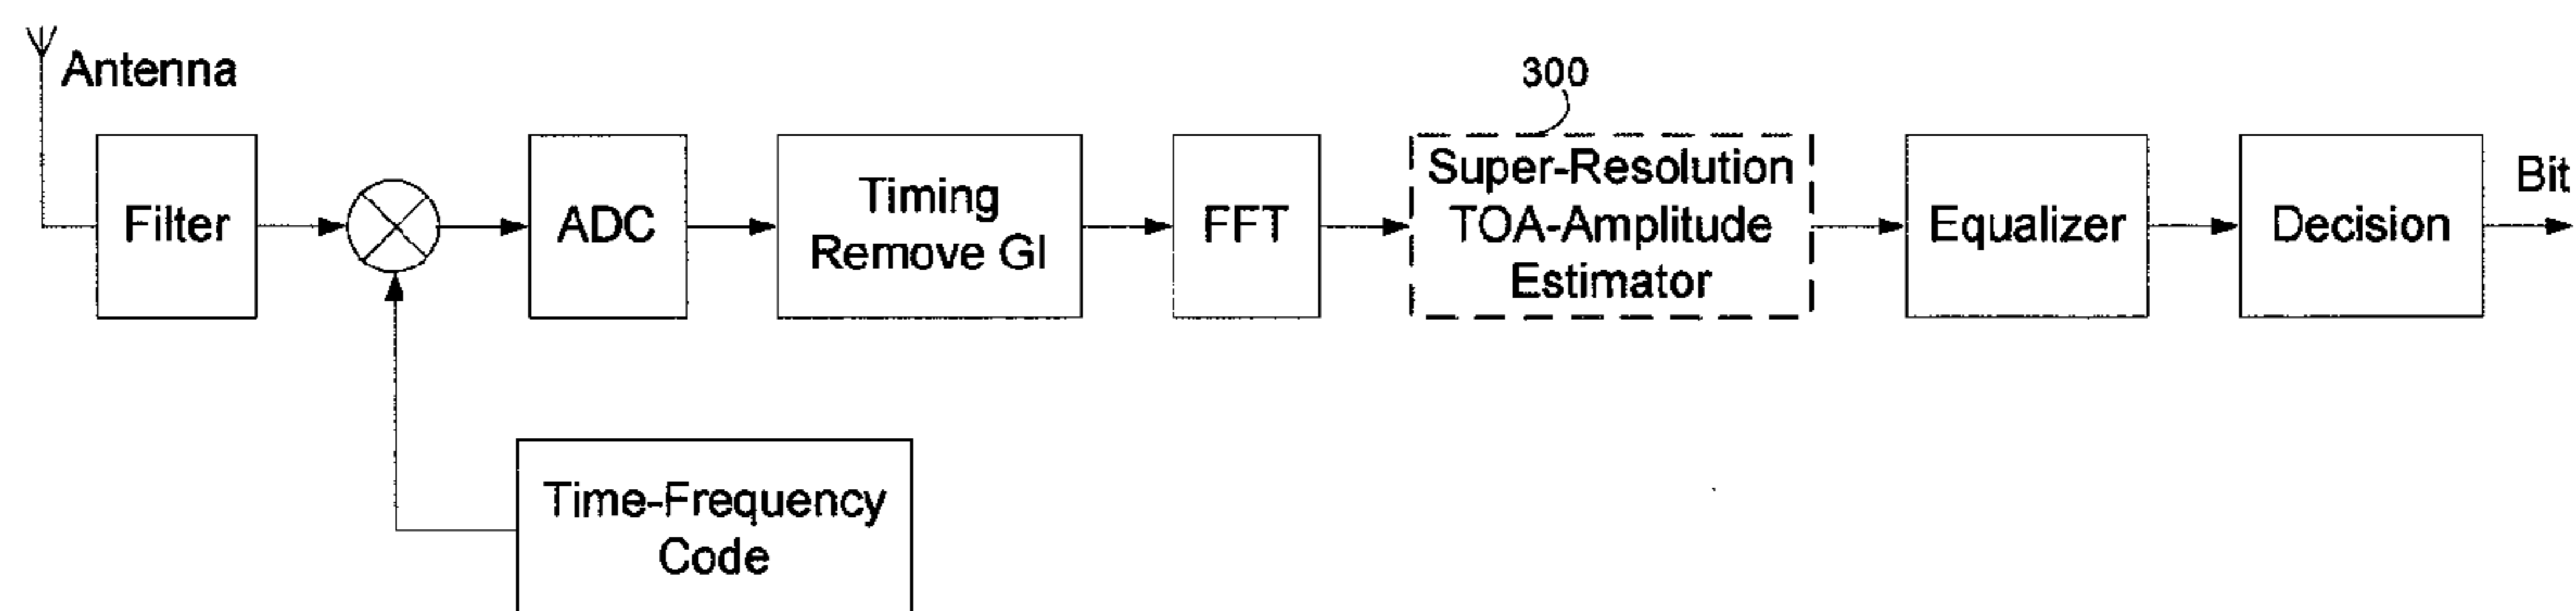 Antenna
300
Filter
ADC
Timing
Remove GI
FFT
Super-Resolution
TOA-Amplitude
Estimator
Equalizer
Decision
Bit
Time-Frequency
Code